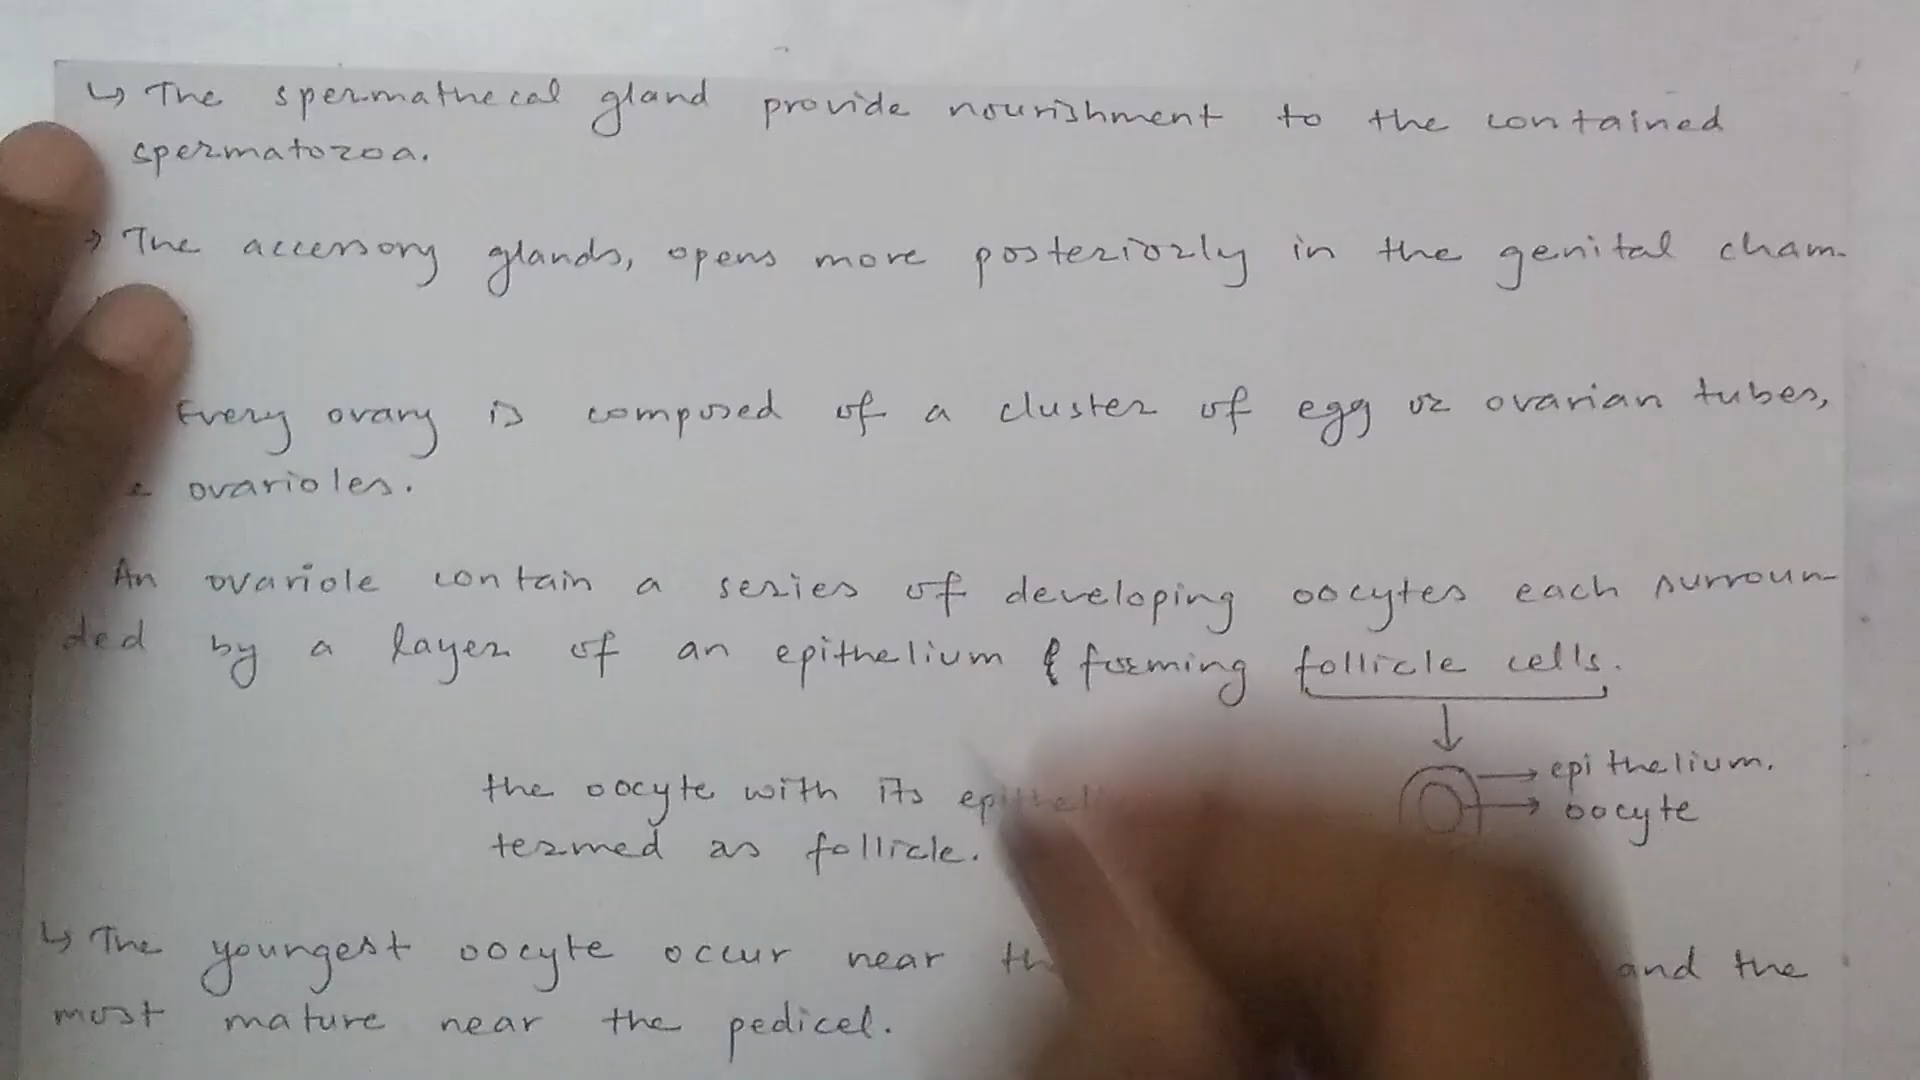 ↳ The spermathecal gland provide nourishment to the contained
spermatozoa.
→ The accessory glands, opens more posteriorly in the genital cham-
Every ovary is composed of a cluster of egg or ovarian tubes,
ovarioles.
An ovariole contain a series of developing oocytes each surroun-
ded by a layer of an epithelium & forming follicle cells.
epithelium.
oocyte
the oocyte with its
termed as follicle.
↳ The youngest oocyte occur near and the
most mature near the pedicel.